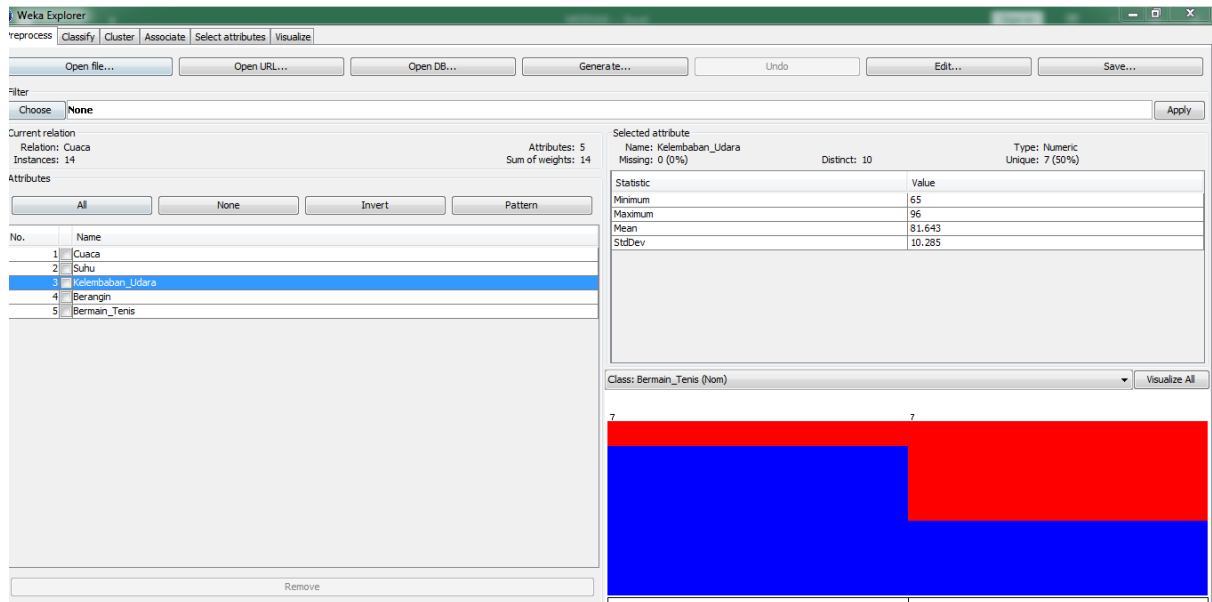 Weka Explorer
Preprocess Classify Cluster Associate Select attributes Visualize
Open file... Open URL... Open DB... Generate... Undo Edit... Save...
Filter
Choose None Apply
Current relation
Relation: Cuaca Attributes: 5
Instances: 14 Sum of weights: 14
Attributes
All None Invert Pattern
No. Name
1 Cuaca
2 Suhu
3 Kelembaban_Udara
4 Berangin
5 Bermain_Tenis
Remove
Selected attribute
Name: Kelembaban_Udara Type: Numeric
Missing: 0 (0%) Distinct: 10 Unique: 7 (50%)
Statistic Value
Minimum 65
Maximum 96
Mean 81.643
StdDev 10.285
Class: Bermain_Tenis (Nom) Visualize All
7 7